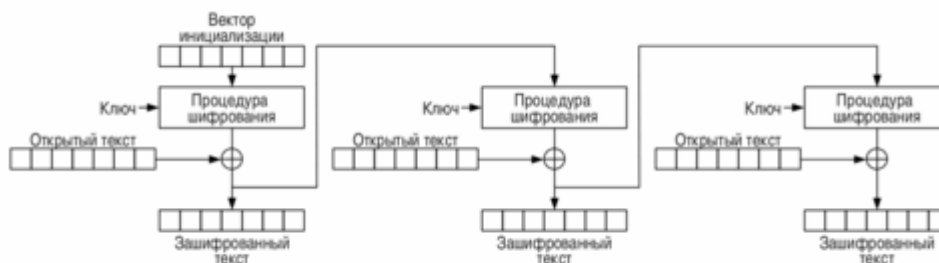 Вектор
инициализации
Ключ
Процедура
шифрования
Ключ
Процедура
шифрования
Ключ
Процедура
шифрования
Открытый текст
Открытый текст
Открытый текст
Зашифрованный
текст
Зашифрованный
текст
Зашифрованный
текст